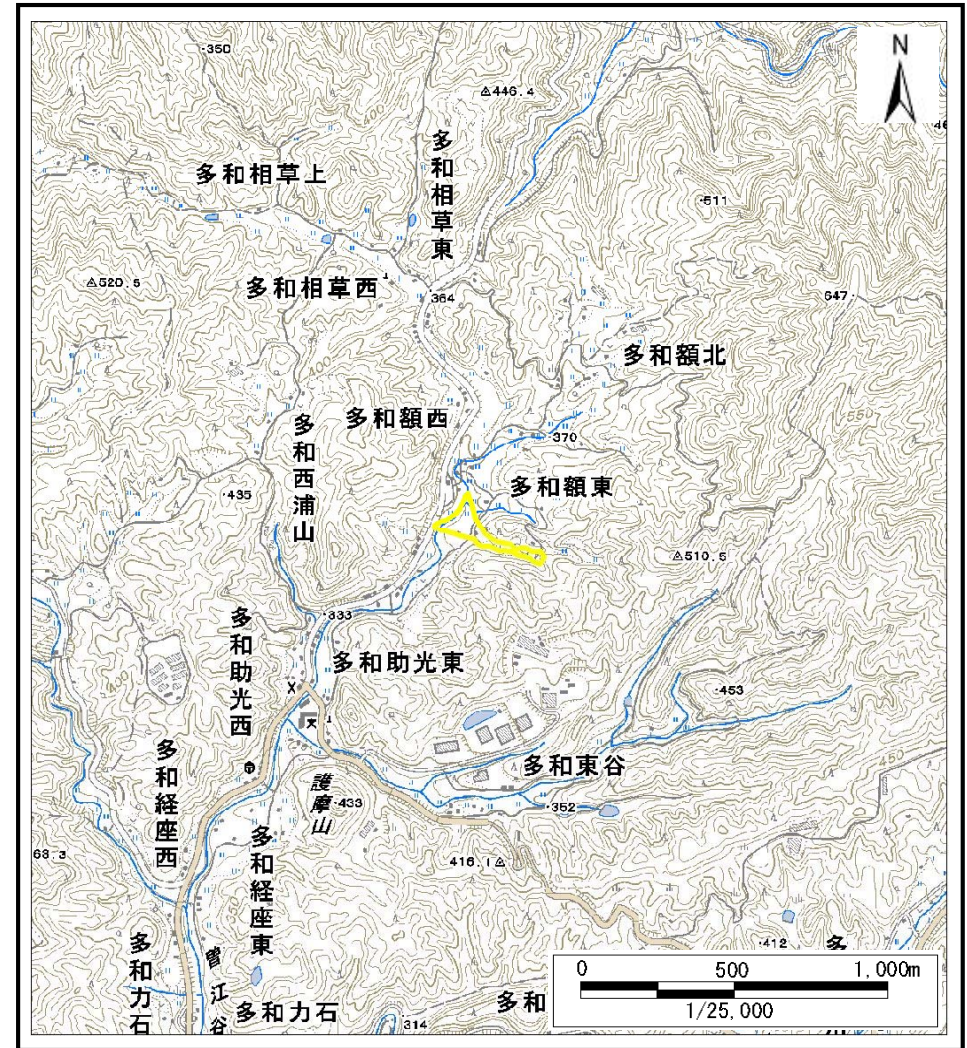 ・350
N
△446.4
46
多和相草東
多和相草上
・511
△520.5
多和相草西
・364
647
多和額北
多和額西
多和西浦山
・370
多和額東
・435
△510.5
多和助光西
・333
多和助光東
・453
多和経座西
多和東谷
護摩山
・433
・352
68.3
416.1△
多和経座東
・412
多
多和力石
曽江谷
多和力石
・314
多和
0 500 1,000m
1/25,000